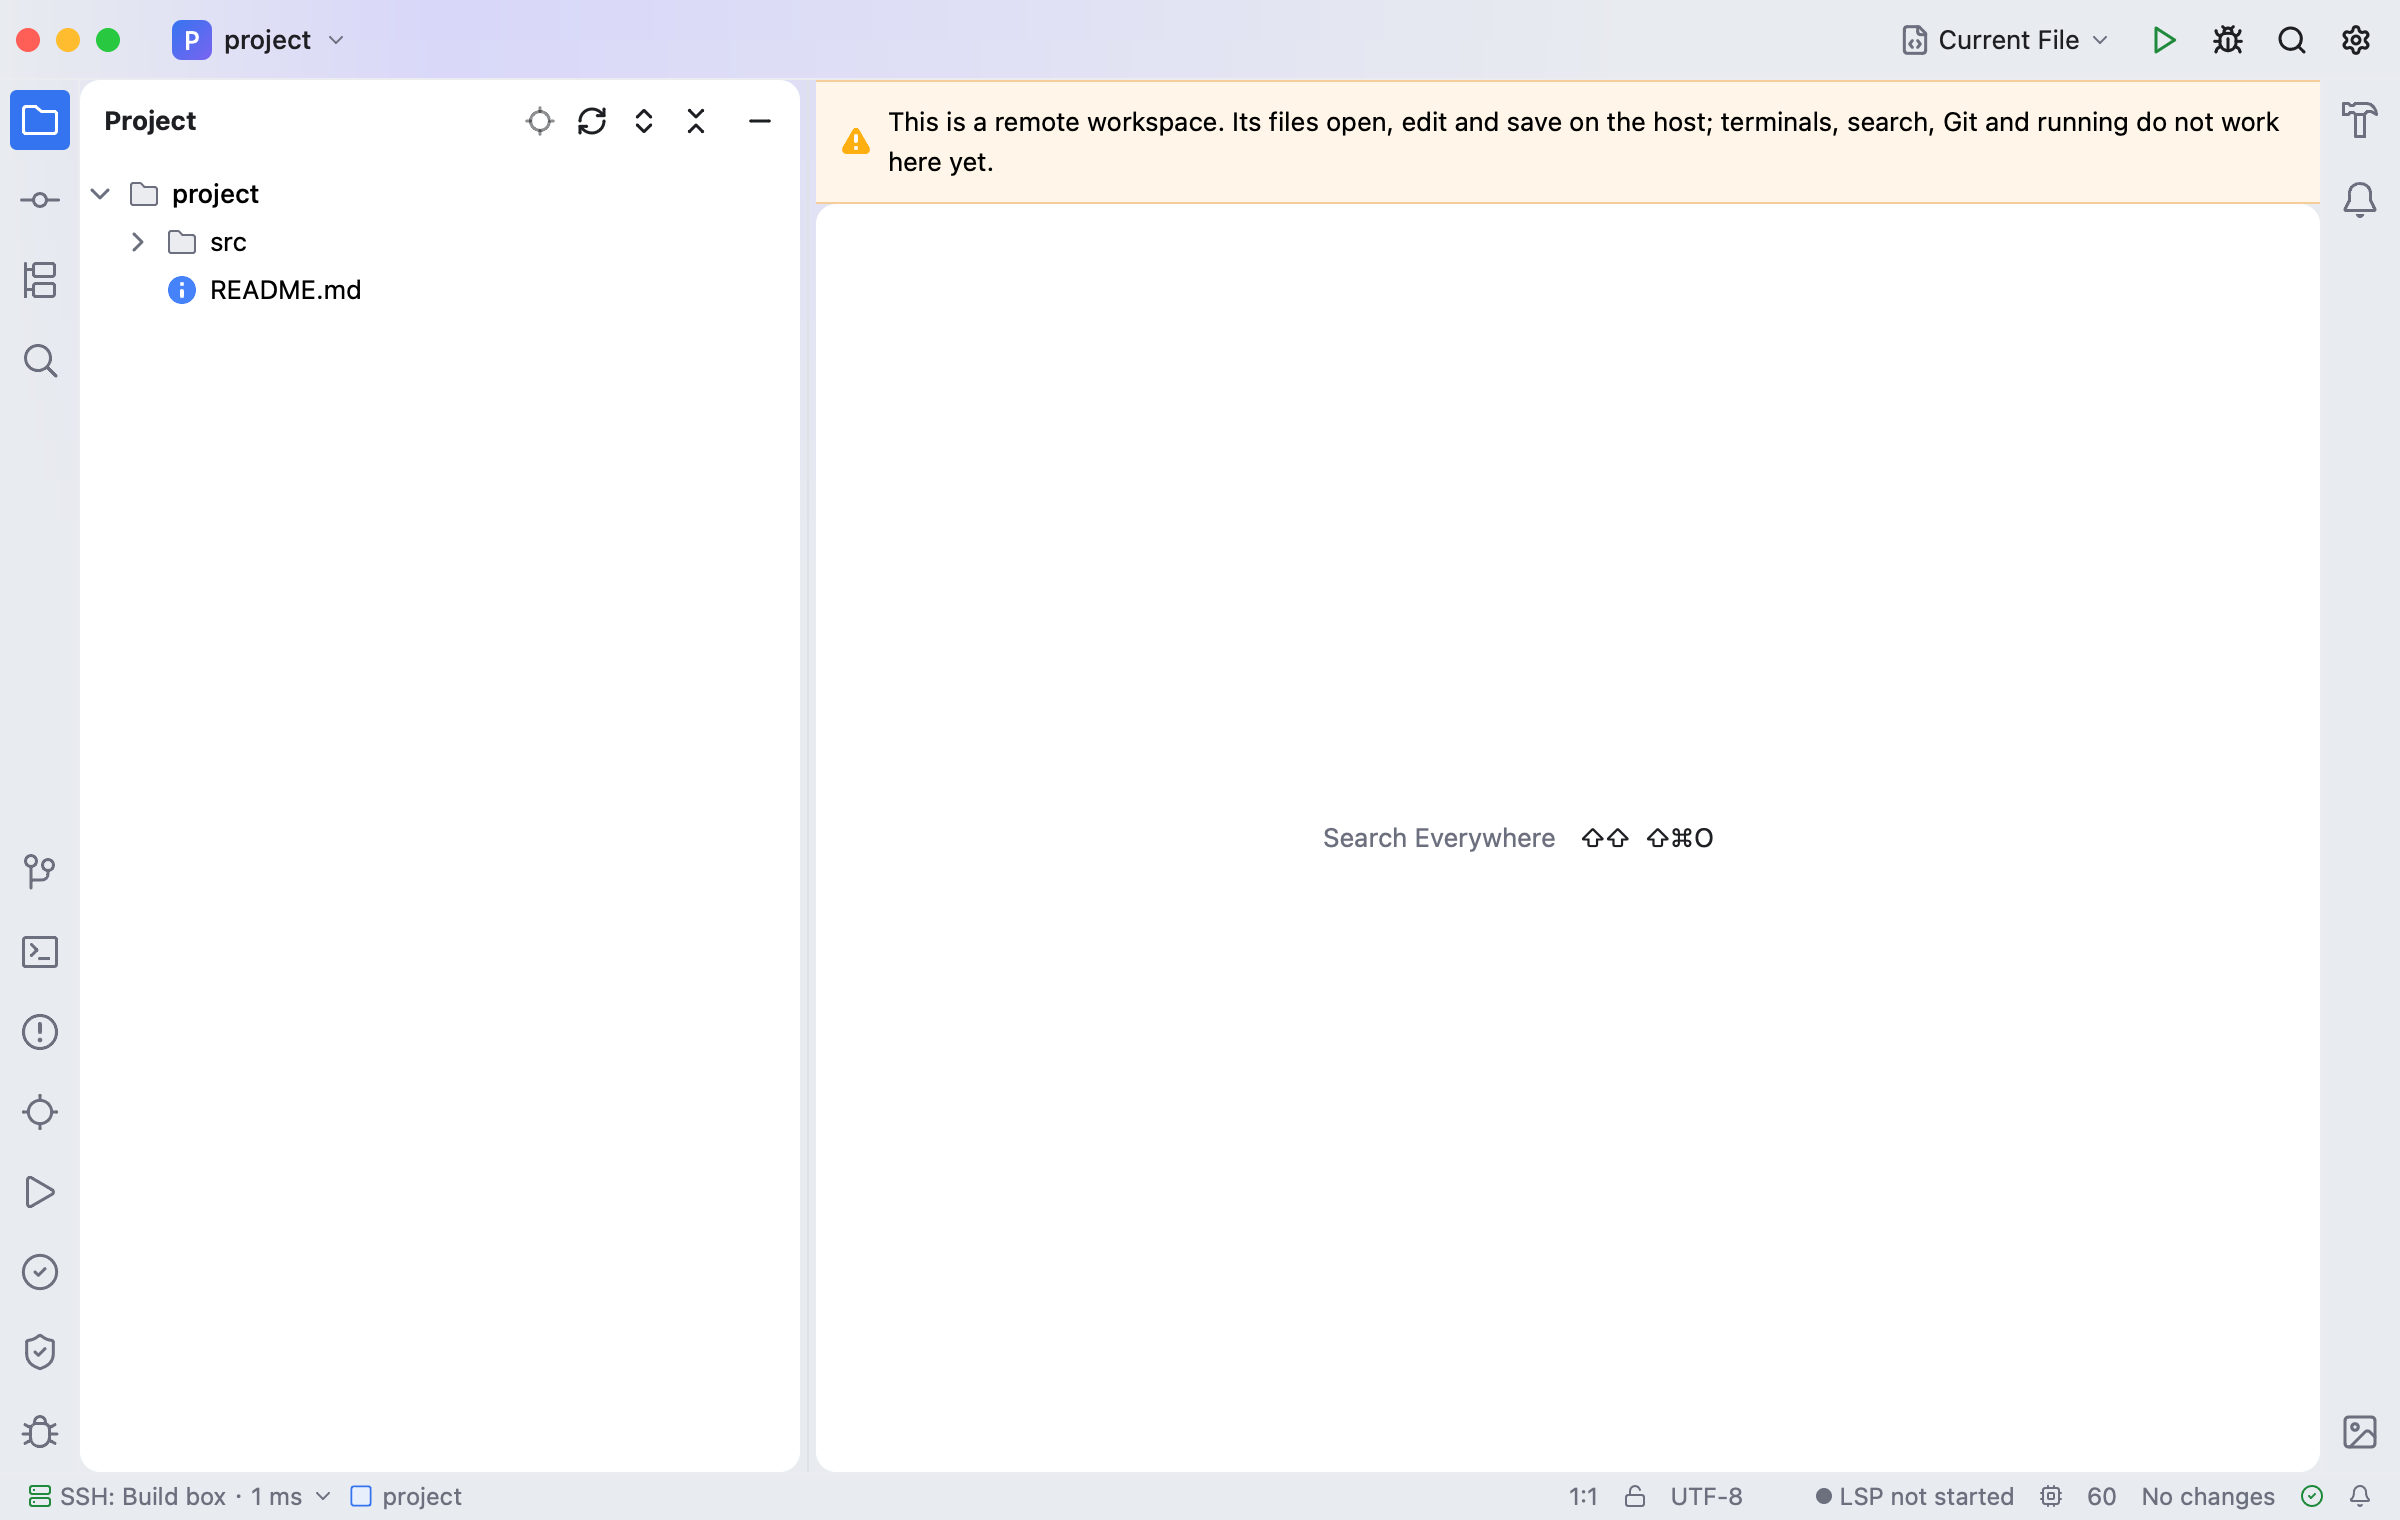 P project
Current File
Project
project
src
README.md
This is a remote workspace. Its files open, edit and save on the host; terminals, search, Git and running do not work
here yet.
Search Everywhere ⇧⇧ ⇧⌘O
SSH: Build box · 1 ms
project
1:1
UTF-8
LSP not started
60
No changes